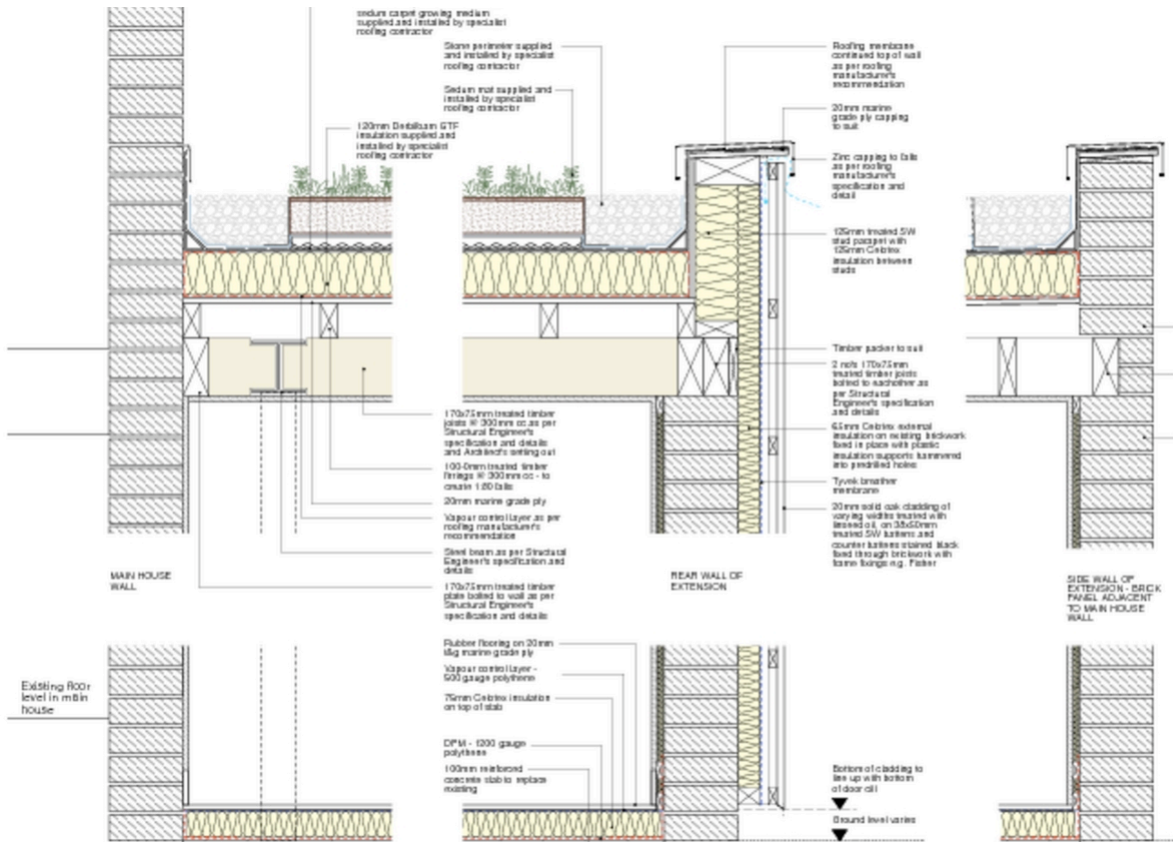 sedum carpet growing medium
supplied and installed by specialist
roofing contractor
Stone perimeter supplied
and installed by specialist
roofing contractor
Sedum mat supplied and
installed by specialist
roofing contractor
120mm
insulation supplied and
installed by specialist
roofing contractor
Roofing membrane
continued top of wall
as per roofing
manufacturer's
recommendation
20mm marine
grade ply capping
to suit
Zinc capping to falls
as per roofing
manufacturer's
specification and
detail
125mm treated SW
stud parapet with
125mm Celotex
insulation between
studs
Timber packer to suit
2 no's 170x75mm
treated timber joists
bolted to eachother as
per Structural
Engineer's specification
and details
65mm Celotex external
insulation on existing brickwork
fixed in place with plastic
insulation supports hammered
into predrilled holes
Tyvek breather
membrane
20mm solid oak cladding of
varying widths treated with
linseed oil, on 38x50mm
treated SW battens and
counter battens stained black
fixed through brickwork with
frame fixings e.g. Fisher
170x75mm treated timber
joists @ 300mm cc as per
Structural Engineer's
specification and details
and Architect's setting out
100-0mm treated timber
firrings @ 300mm cc - to
create 1:80 falls
20mm marine grade ply
Vapour control layer as per
roofing manufacturer's
recommendation
Steel beam as per Structural
Engineer's specification and
details
170x75mm treated timber
plate bolted to wall as per
Structural Engineer's
specification and details
MAIN HOUSE
WALL
REAR WALL OF
EXTENSION
SIDE WALL OF
EXTENSION - BRICK
PANEL ADJACENT
TO MAIN HOUSE
WALL
Rubber flooring on 20mm
t&g marine grade ply
Vapour control layer -
500 gauge polythene
75mm Celotex insulation
on top of slab
DPM - 1200 gauge
polythene
100mm reinforced
concrete slab to replace
existing
Existing floor
level in main
house
Bottom of cladding to
line up with bottom
of door cill
Ground level varies